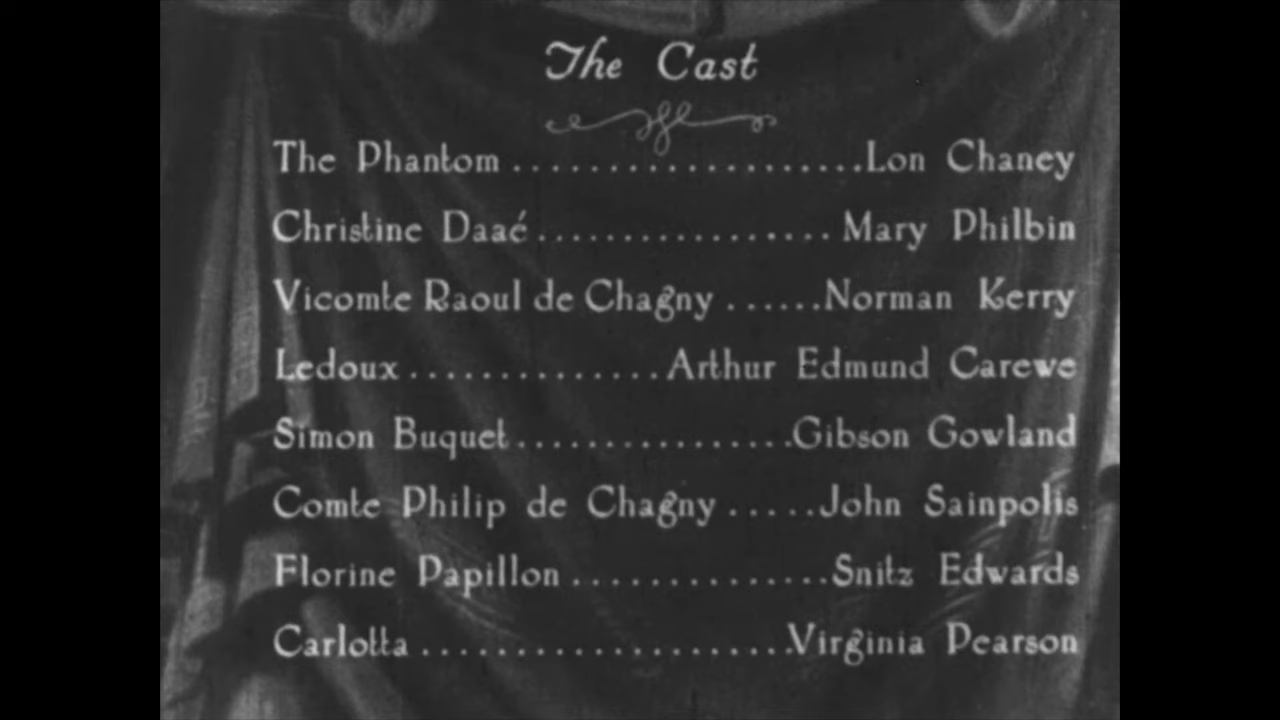 The Cast
The Phantom ....................Lon Chaney
Christine Daaé ................. Mary Philbin
Vicomte Raoul de Chagny ......Norman Kerry
Ledoux ..............Arthur Edmund Carewe
Simon Buquet ................Gibson Gowland
Comte Philip de Chagny .....John Sainpolis
Florine Papillon ..............Snitz Edwards
Carlotta .....................Virginia Pearson